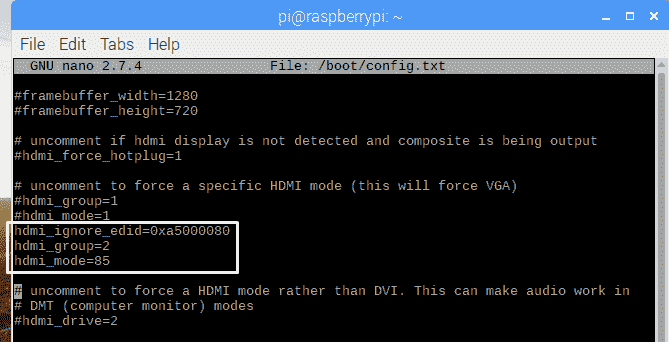 pi@raspberrypi: ~
File Edit Tabs Help
GNU nano 2.7.4 File: /boot/config.txt
#framebuffer_width=1280
#framebuffer_height=720
# uncomment if hdmi display is not detected and composite is being output
#hdmi_force_hotplug=1
# uncomment to force a specific HDMI mode (this will force VGA)
#hdmi_group=1
#hdmi_mode=1
hdmi_ignore_edid=0xa5000080
hdmi_group=2
hdmi_mode=85
# uncomment to force a HDMI mode rather than DVI. This can make audio work in
# DMT (computer monitor) modes
#hdmi_drive=2